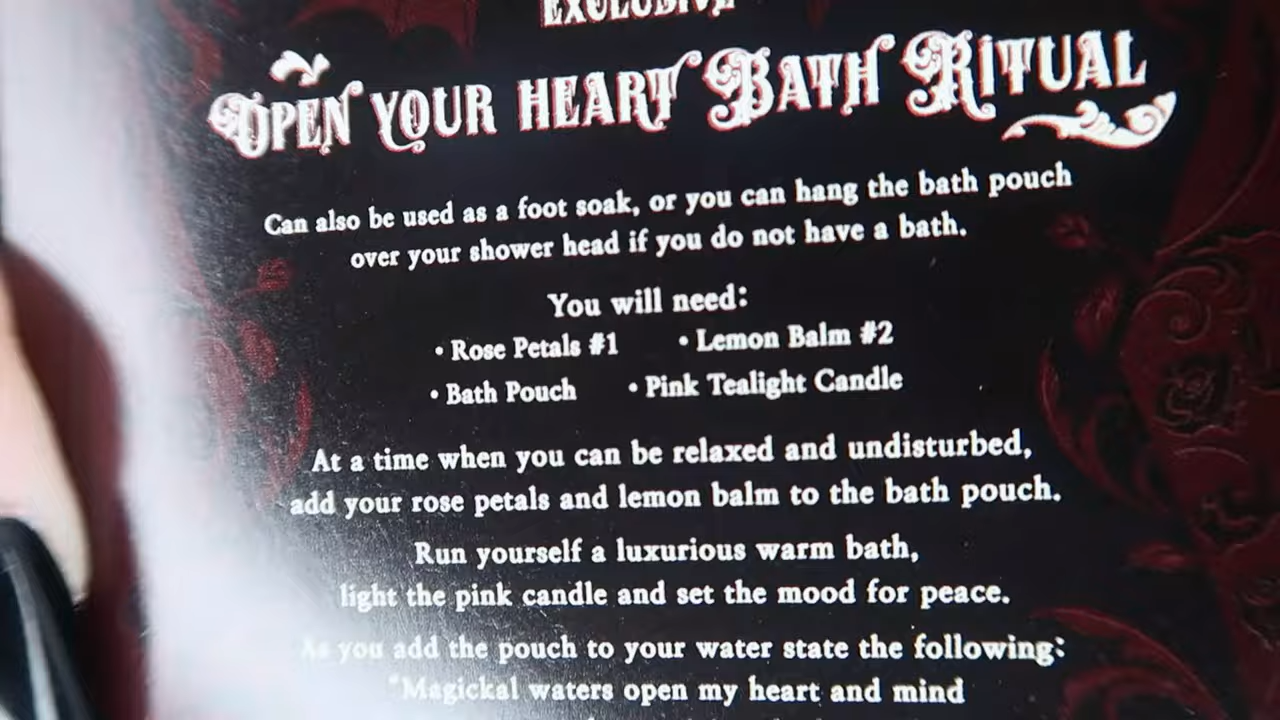 EXCLUSIVE
OPEN YOUR HEART BATH RITUAL
Can also be used as a foot soak, or you can hang the bath pouch
over your shower head if you do not have a bath.
You will need:
• Rose Petals #1 • Lemon Balm #2
• Bath Pouch • Pink Tealight Candle
At a time when you can be relaxed and undisturbed,
add your rose petals and lemon balm to the bath pouch.
Run yourself a luxurious warm bath,
light the pink candle and set the mood for peace.
As you add the pouch to your water state the following:
"Magickal waters open my heart and mind